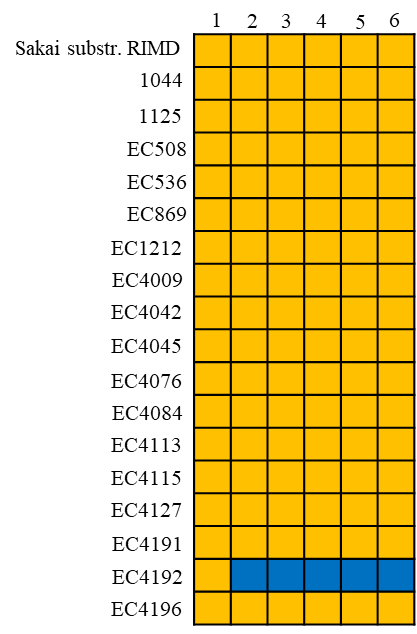 1 2 3 4 5 6
Sakai substr. RIMD
1044
1125
EC508
EC536
EC869
EC1212
EC4009
EC4042
EC4045
EC4076
EC4084
EC4113
EC4115
EC4127
EC4191
EC4192
EC4196